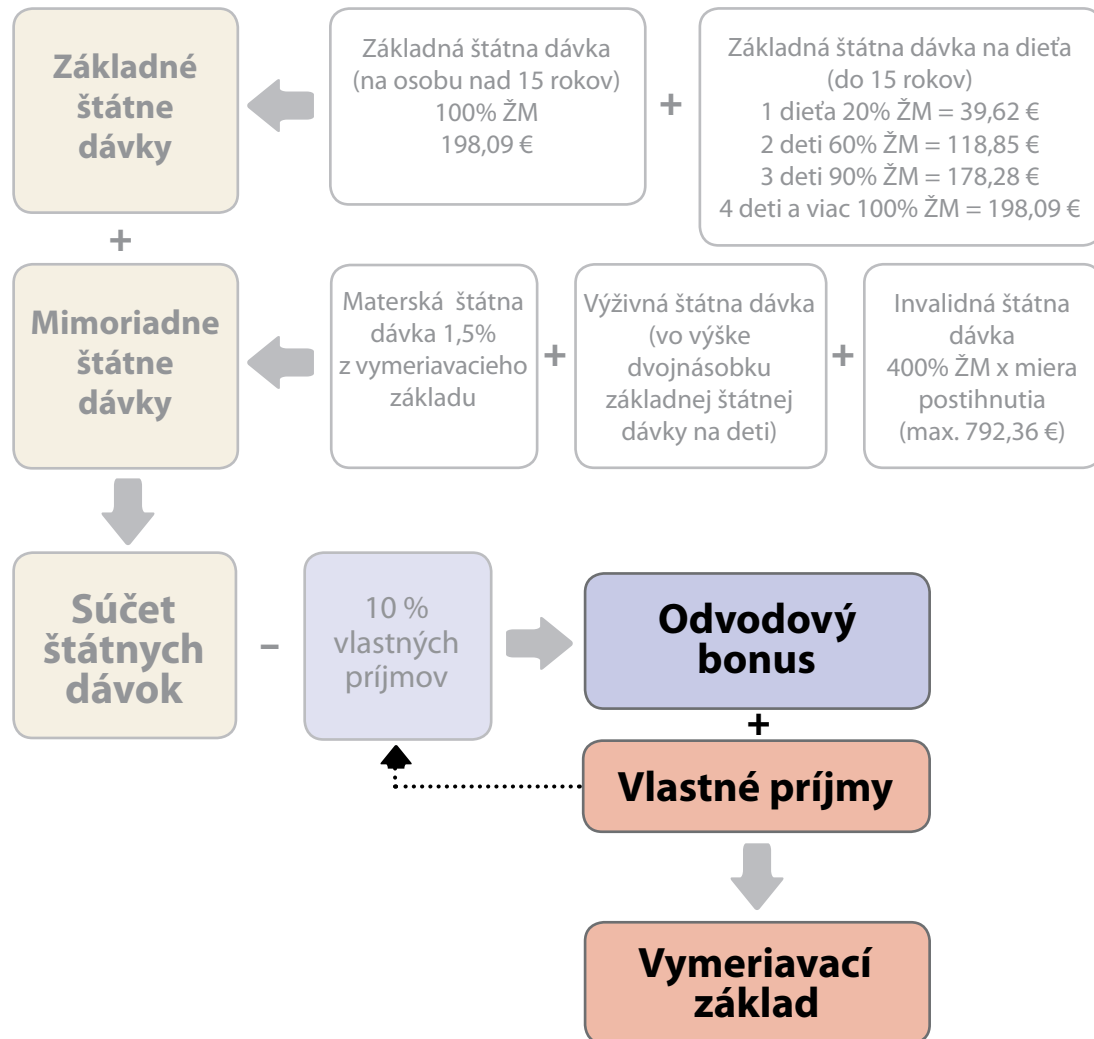 Základné
štátne
dávky
Základná štátna dávka
(na osobu nad 15 rokov)
100% ŽM
198,09 €
+
Základná štátna dávka na dieťa
(do 15 rokov)
1 dieťa 20% ŽM = 39,62 €
2 deti 60% ŽM = 118,85 €
3 deti 90% ŽM = 178,28 €
4 deti a viac 100% ŽM = 198,09 €
+
Mimoriadne
štátne
dávky
Materská štátna
dávka 1,5%
z vymeriavacieho
základu
+
Výživná štátna dávka
(vo výške
dvojnásobku
základnej štátnej
dávky na deti)
+
Invalidná štátna
dávka
400% ŽM x miera
postihnutia
(max. 792,36 €)
Súčet
štátnych
dávok
–
10 %
vlastných
príjmov
Odvodový
bonus
+
Vlastné príjmy
Vymeriavací
základ